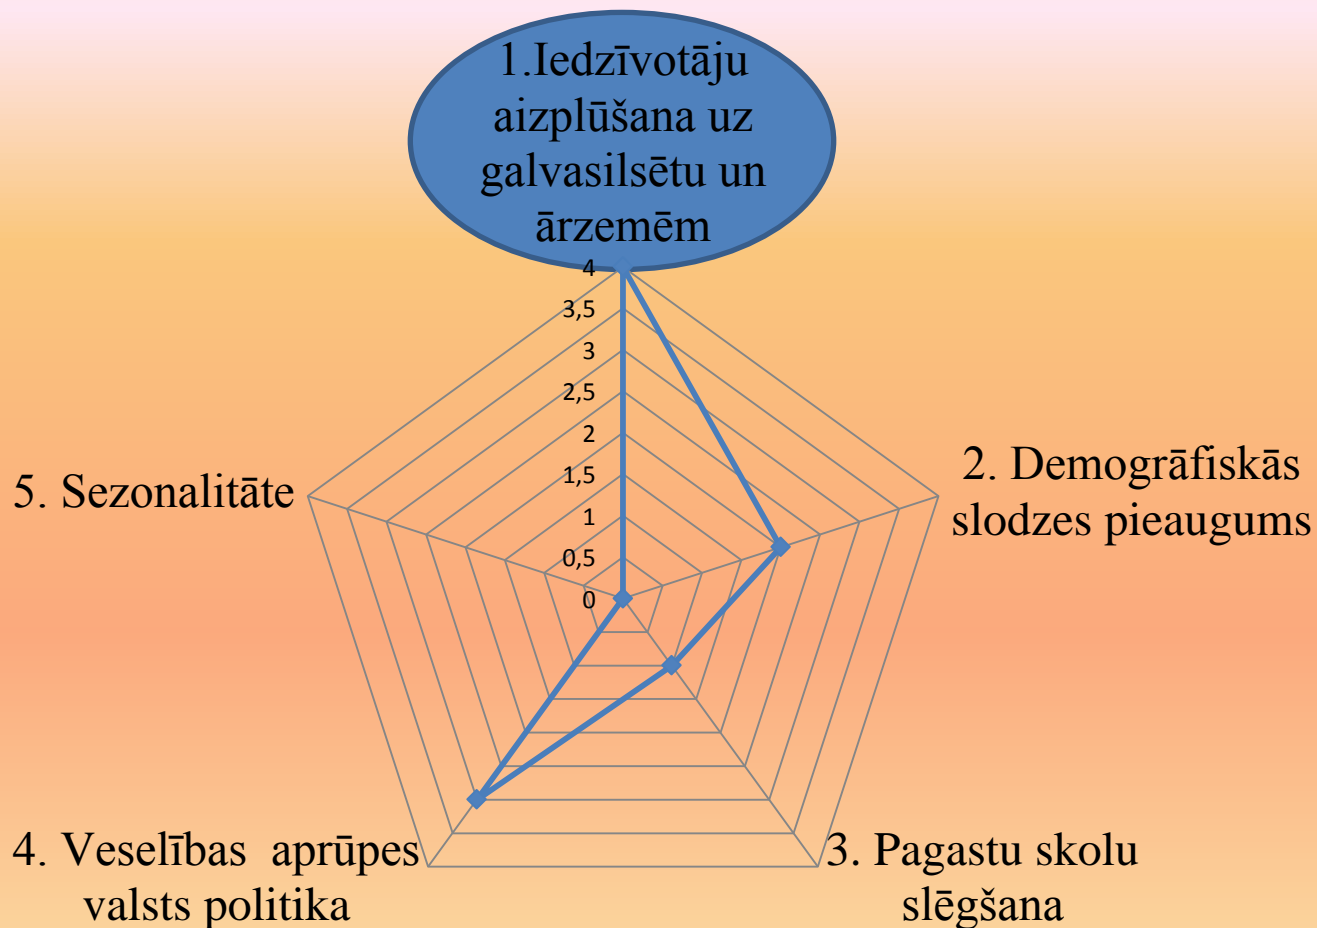 1.Iedzīvotāju
aizplūšana uz
galvasilsētu un
ārzemēm
4
3,5
3
2,5
2
1,5
1
0,5
0
2. Demogrāfiskās
slodzes pieaugums
3. Pagastu skolu
slēgšana
4. Veselības aprūpes
valsts politika
5. Sezonalitāte